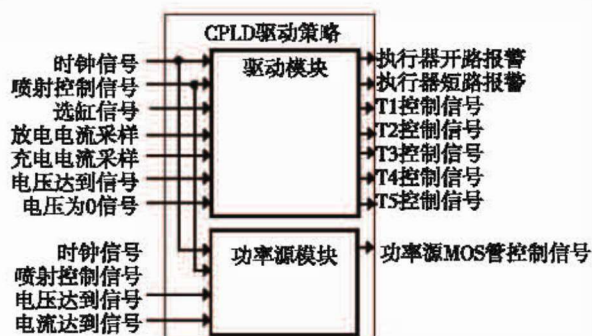 CPLD驱动策略
时钟信号
喷射控制信号
选缸信号
放电电流采样
充电电流采样
电压达到信号
电压为0信号
驱动模块
执行器开路报警
执行器短路报警
T1控制信号
T2控制信号
T3控制信号
T4控制信号
T5控制信号
时钟信号
喷射控制信号
电压达到信号
电流达到信号
功率源模块
功率源MOS管控制信号